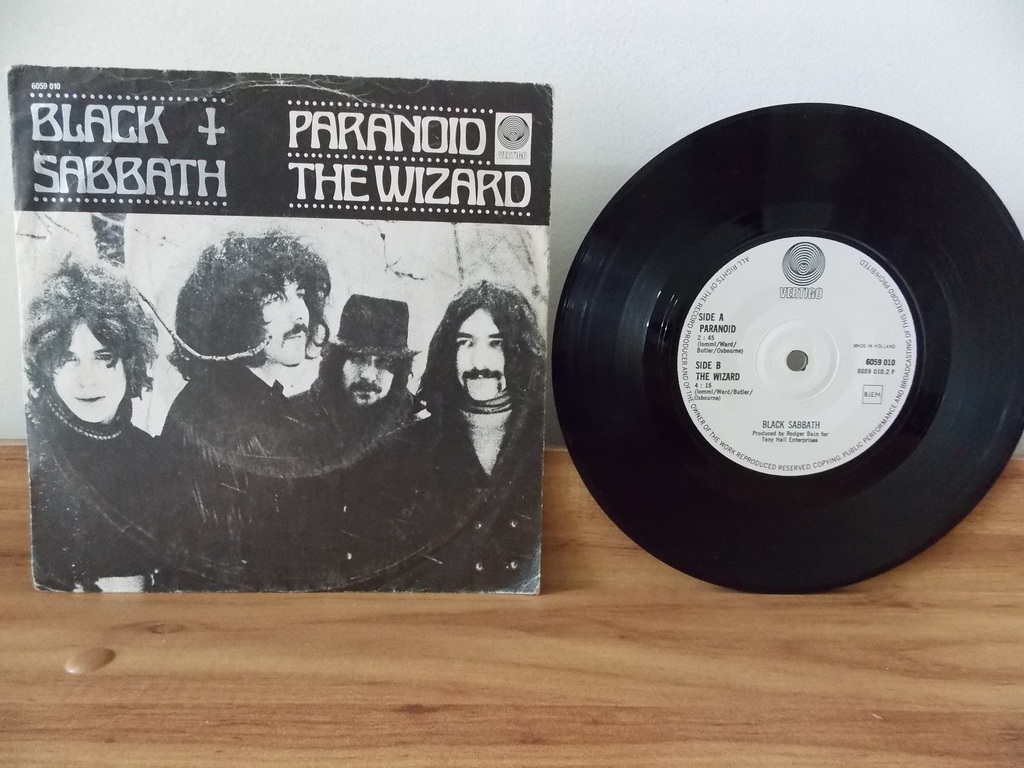 6059 010
BLACK
SABBATH
PARANOID
THE WIZARD
VERTIGO
VERTIGO
SIDE A
PARANOID
2 : 45
(Iommi/Ward/
Butler/Osbourne)
SIDE B
THE WIZARD
4 : 15
(Iommi/Ward/Butler/
Osbourne)
MADE IN HOLLAND
6059 010
6059 010.2 F
B.I.E.M
BLACK SABBATH
Produced by Rodger Bain for
Tony Hall Enterprises
ALL RIGHTS OF THE RECORD PRODUCER AND OF THE OWNER OF THE WORK REPRODUCED RESERVED. COPYING, PUBLIC PERFORMANCE AND BROADCASTING OF THIS RECORD PROHIBITED.